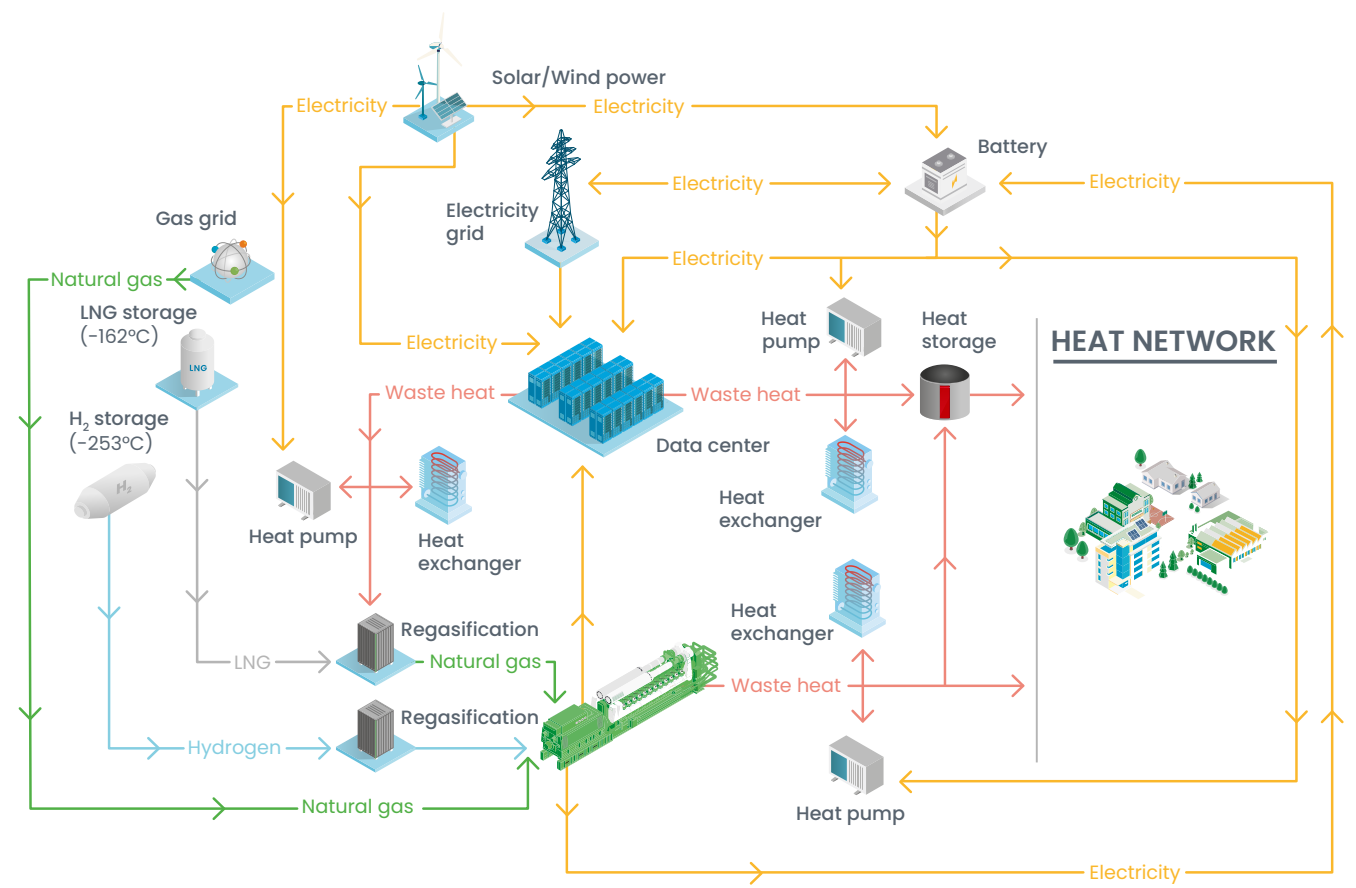 Solar/Wind power
Electricity
Electricity
Battery
Electricity
Electricity
Electricity
grid
Gas grid
Electricity
Natural gas
LNG storage
(-162°C)
LNG
Heat
pump
Heat
storage
HEAT NETWORK
Electricity
Waste heat
Waste heat
H2 storage
(-253°C)
H2
Data center
Heat
exchanger
Heat pump
Heat
exchanger
Heat
exchanger
Regasification
LNG
Natural gas
Waste heat
Regasification
Hydrogen
Natural gas
Heat pump
Electricity